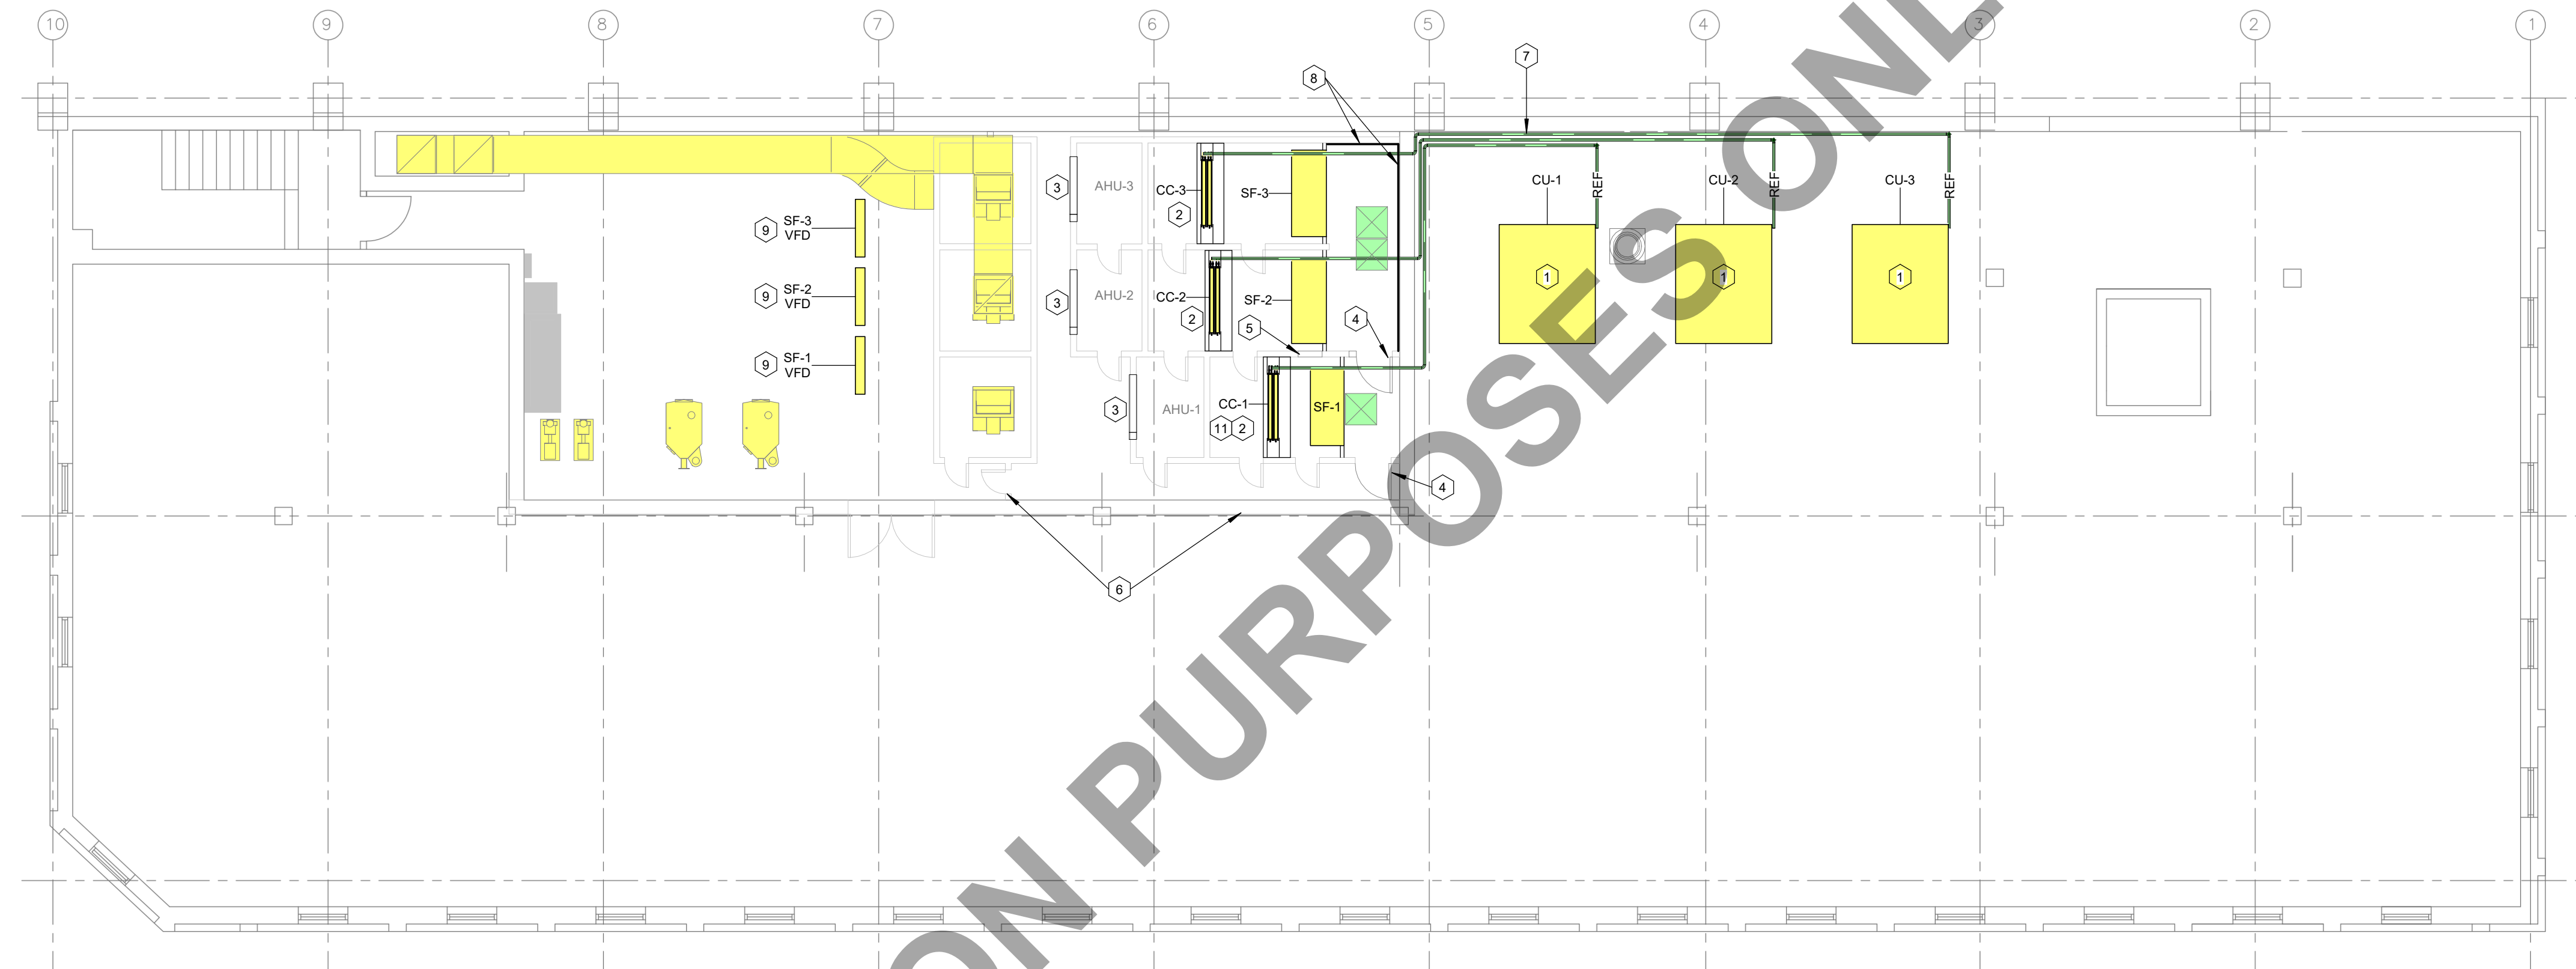 10 9 8 7 6 5 4 3 2 1
7
8
3 AHU-3 CC-3 SF-3 CU-1 REF CU-2 REF CU-3 REF
2
9 SF-3
VFD
1 1 1
9 SF-2
VFD
3 AHU-2 CC-2 SF-2
2 5 4
9 SF-1
VFD
3 AHU-1 CC-1 SF-1
11 2
4
6
ON PURPOSES ONL